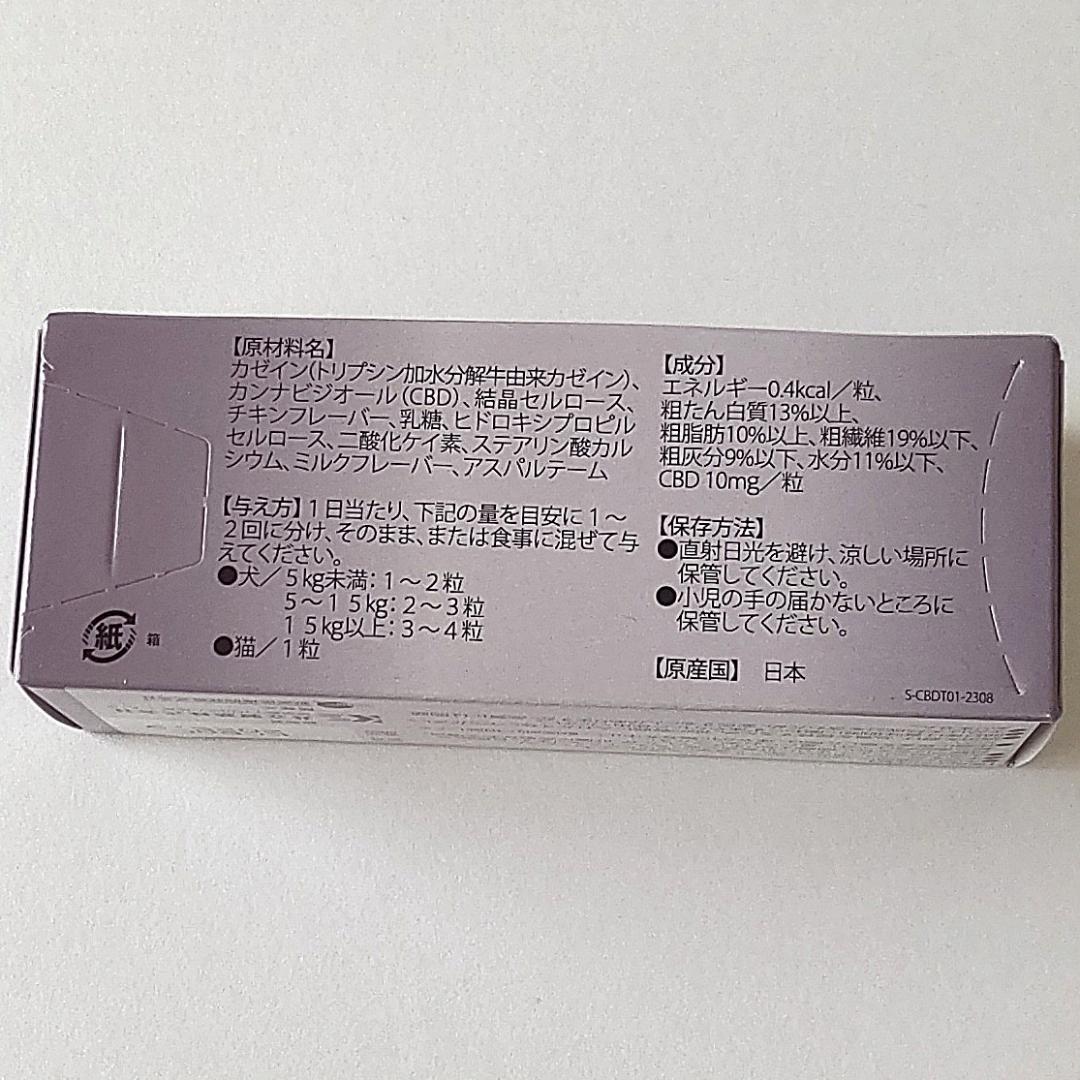 【原材料名】
カゼイン(トリプシン加水分解牛由来カゼイン)、
カンナビジオール(CBD)、結晶セルロース、
チキンフレーバー、乳糖、ヒドロキシプロピル
セルロース、二酸化ケイ素、ステアリン酸カル
シウム、ミルクフレーバー、アスパルテーム
【与え方】1日当たり、下記の量を目安に1～
2回に分け、そのまま、または食事に混ぜて与
えてください。
●犬／5kg未満:1～2粒
5～15kg:2～3粒
15kg以上:3～4粒
●猫／1粒
紙 箱
【成分】
エネルギー0.4kcal／粒、
粗たん白質13%以上、
粗脂肪10%以上、粗繊維19%以下、
粗灰分9%以下、水分11%以下、
CBD 10mg／粒
【保存方法】
●直射日光を避け、涼しい場所に
保管してください。
●小児の手の届かないところに
保管してください。
【原産国】 日本
S-CBDT01-2308